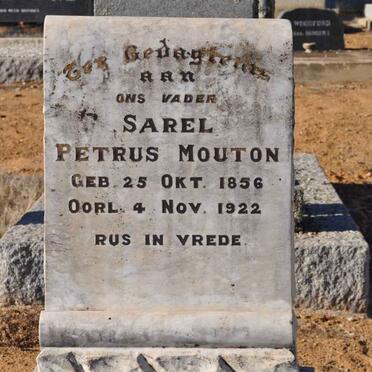 Ter Gedagtenis
aan
ONS VADER
SAREL
PETRUS MOUTON
GEB. 25 OKT. 1856
OORL. 4 NOV. 1922
RUS IN VREDE.